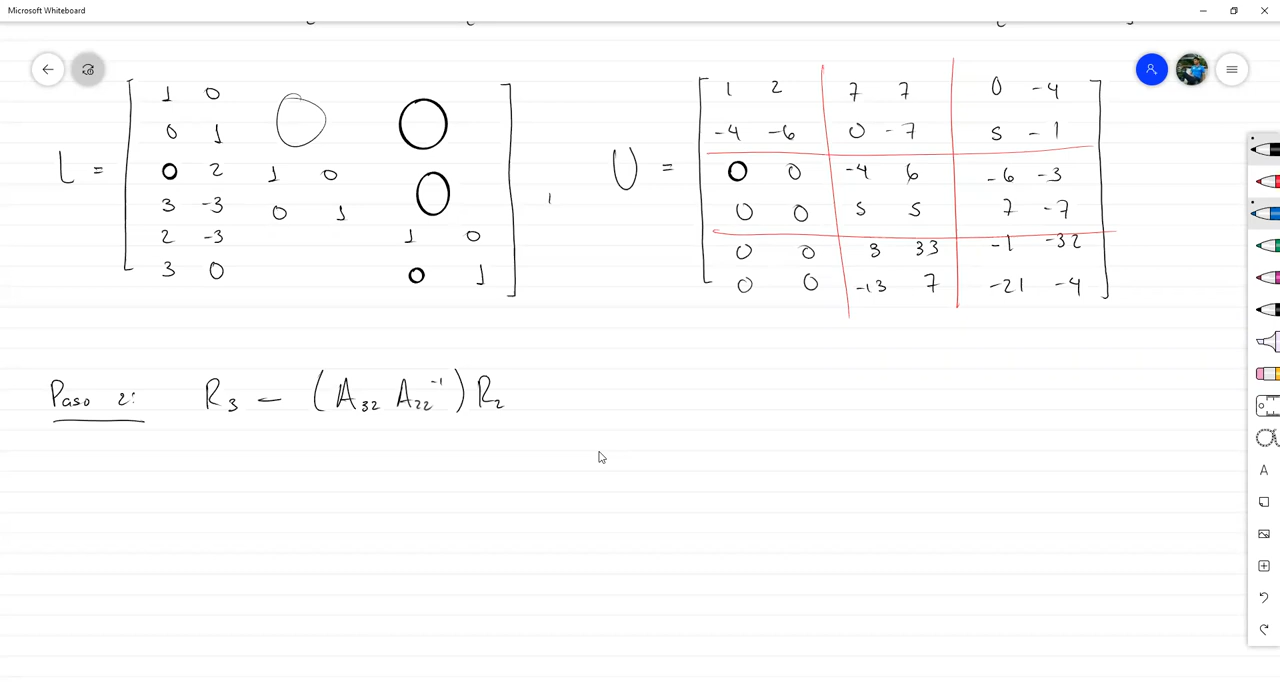 Microsoft Whiteboard
L = [ 1 0
0 1
0 2 1 0
3 -3 0 1
2 -3 1 0
3 0 0 1 ] ,
U = [ 1 2 7 7 0 -4
-4 -6 0 -7 5 -1
0 0 -4 6 -6 -3
0 0 5 5 7 -7
0 0 3 33 -1 -32
0 0 -13 7 -21 -4 ]
Paso 2: R₃ - (A₃₂ A₂₂⁻¹) R₂
A